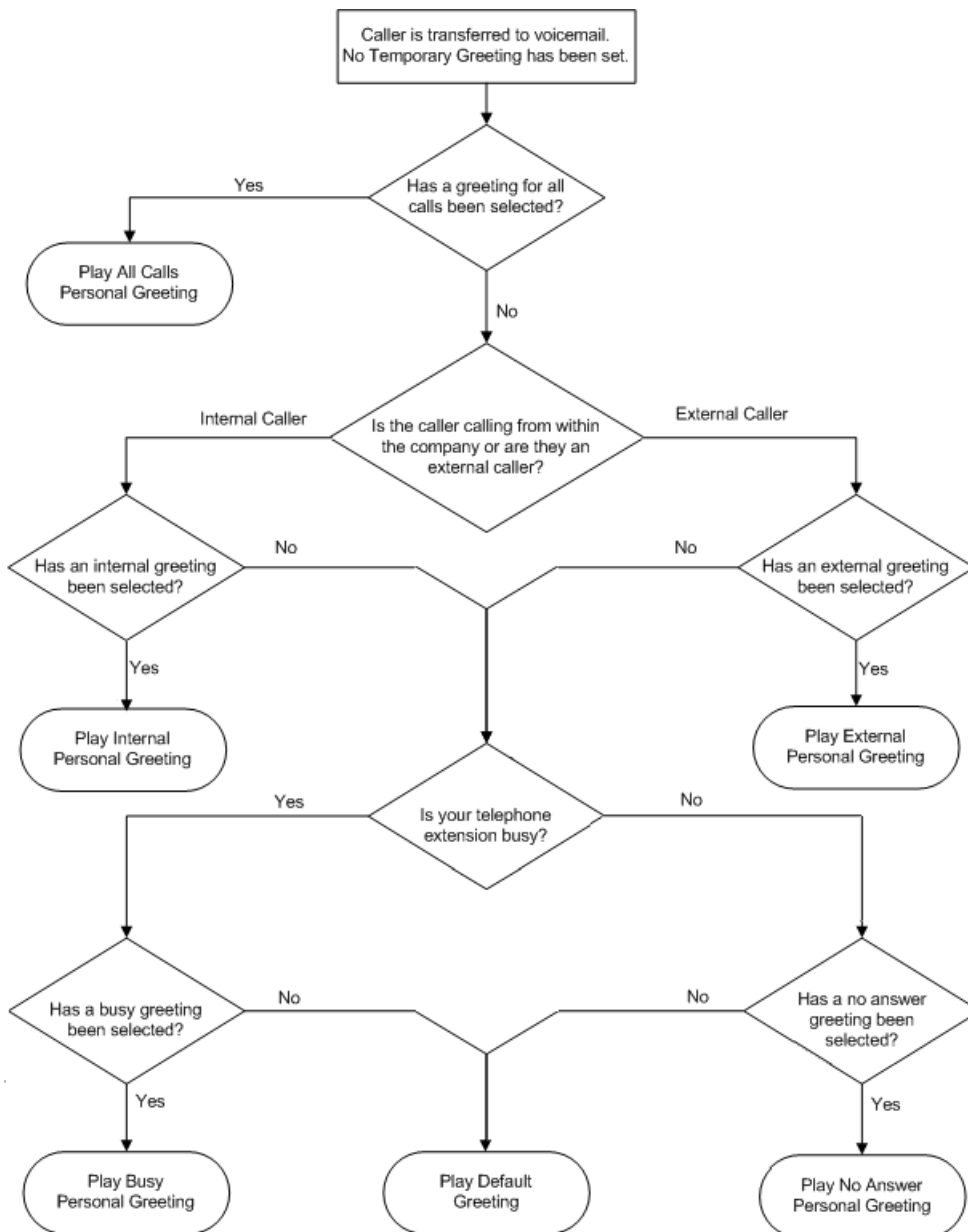 Caller is transferred to voicemail.
No Temporary Greeting has been set.
Yes
Has a greeting for all
calls been selected?
Play All Calls
Personal Greeting
No
Internal Caller
External Caller
Is the caller calling from within
the company or are they an
external caller?
Has an internal greeting
been selected?
No
No
Has an external greeting
been selected?
Yes
Yes
Play Internal
Personal Greeting
Play External
Personal Greeting
Yes
No
Is your telephone
extension busy?
Has a busy greeting
been selected?
No
No
Has a no answer
greeting been
selected?
Yes
Yes
Play Busy
Personal Greeting
Play Default
Greeting
Play No Answer
Personal Greeting